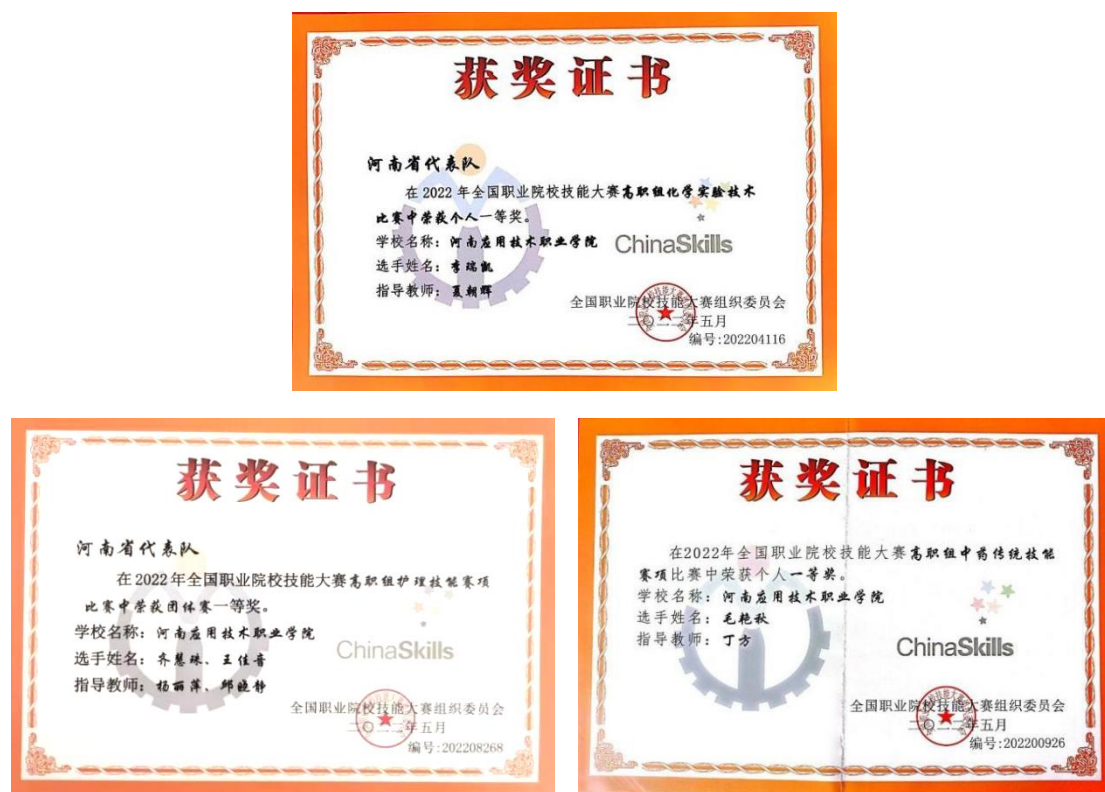 获奖证书
河南省代表队
在2022年全国职业院校技能大赛高职组化学实验技术
比赛中荣获个人一等奖。
学校名称：河南应用技术职业学院
选手姓名：李瑞凯
指导教师：夏朝辉
ChinaSkills
全国职业院校技能大赛组织委员会
二〇二二年五月
编号:202204116
获奖证书
河南省代表队
在2022年全国职业院校技能大赛高职组护理技能赛项
比赛中荣获团体赛一等奖。
学校名称：河南应用技术职业学院
选手姓名：齐慧珠、王佳音
指导教师：杨丽萍、邱晓静
ChinaSkills
全国职业院校技能大赛组织委员会
二〇二二年五月
编号:202208268
获奖证书
在2022年全国职业院校技能大赛高职组中药传统技能
赛项比赛中荣获个人一等奖。
学校名称：河南应用技术职业学院
选手姓名：毛艳秋
指导教师：丁方
ChinaSkills
全国职业院校技能大赛组织委员会
二〇二二年五月
编号:202200926